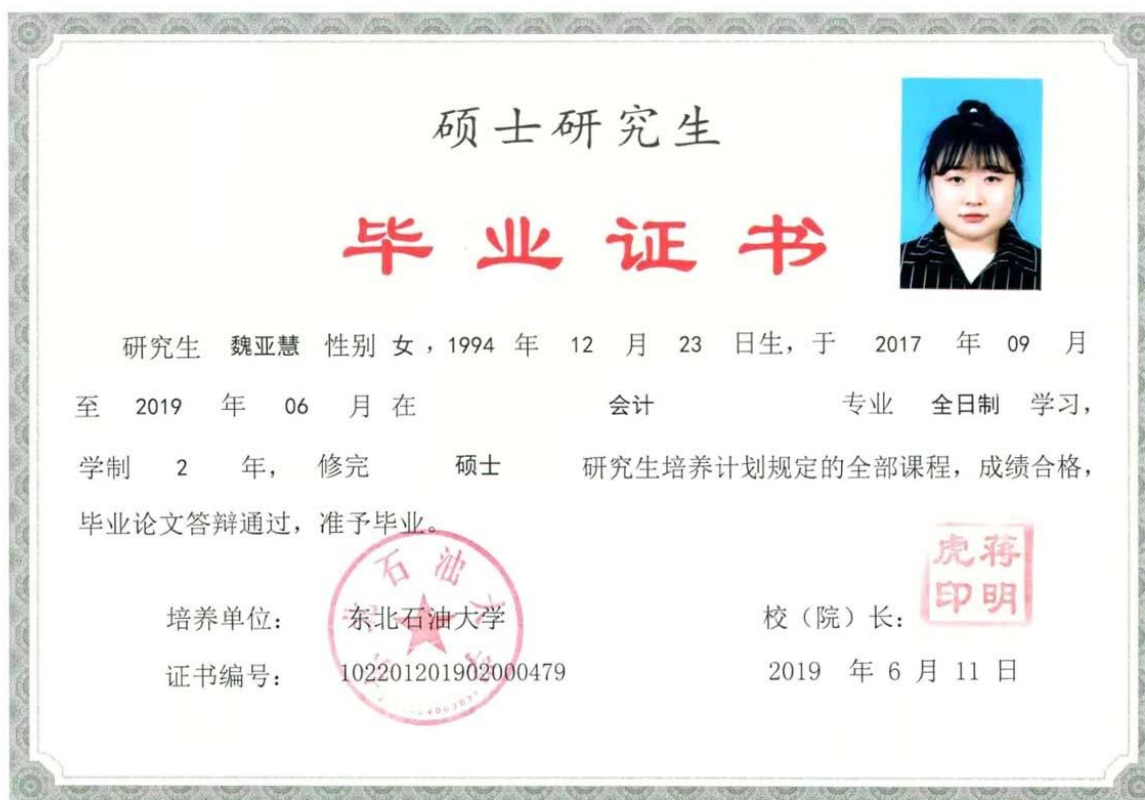 硕士研究生
毕业证书
研究生 魏亚慧 性别 女，1994 年 12 月 23 日生，于 2017 年 09 月
至 2019 年 06 月在 会计 专业 全日制 学习，
学制 2 年， 修完 硕士 研究生培养计划规定的全部课程，成绩合格，
毕业论文答辩通过，准予毕业。
培养单位： 东北石油大学
校（院）长：
蒋明虎印
证书编号： 102201201902000479
2019 年 6 月 11 日
石油大学